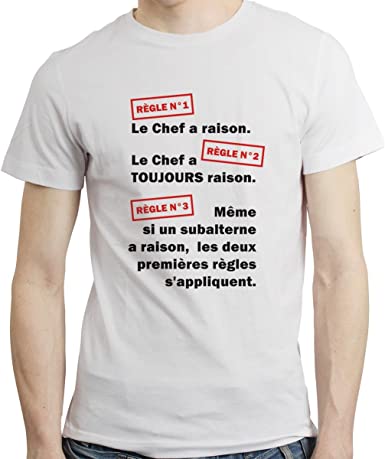 RÈGLE N°1
Le Chef a raison.
Le Chef a RÈGLE N°2
TOUJOURS raison.
RÈGLE N°3 Même
si un subalterne
a raison, les deux
premières règles
s'appliquent.